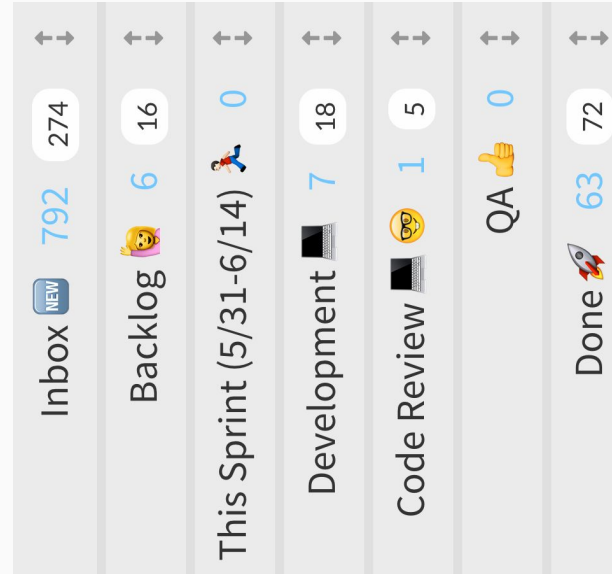 Inbox 🆕 792 274
Backlog 🙋 6 16
This Sprint (5/31-6/14) 🏃 0
Development 💻 7 18
Code Review 💻 🤓 1 5
QA 👍 0
Done 🚀 63 72